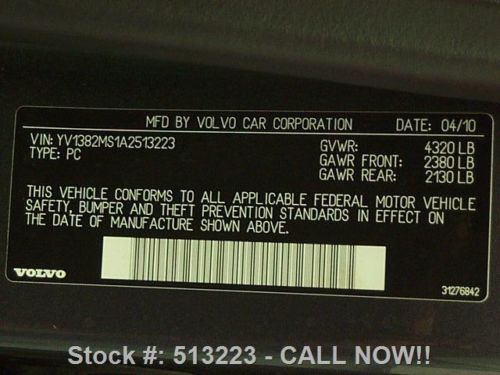 MFD BY VOLVO CAR CORPORATION DATE: 04/10
VIN: YV1382MS1A2513223 GVWR: 4320 LB
TYPE: PC GAWR FRONT: 2380 LB
GAWR REAR: 2130 LB
THIS VEHICLE CONFORMS TO ALL APPLICABLE FEDERAL MOTOR VEHICLE
SAFETY, BUMPER AND THEFT PREVENTION STANDARDS IN EFFECT ON
THE DATE OF MANUFACTURE SHOWN ABOVE.
VOLVO 31276842
Stock #: 513223 - CALL NOW!!